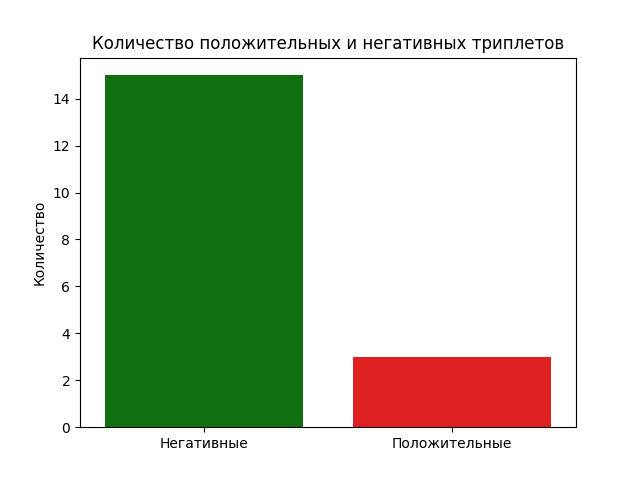 Количество положительных и негативных триплетов
Количество
14
12
10
8
6
4
2
0
Негативные
Положительные